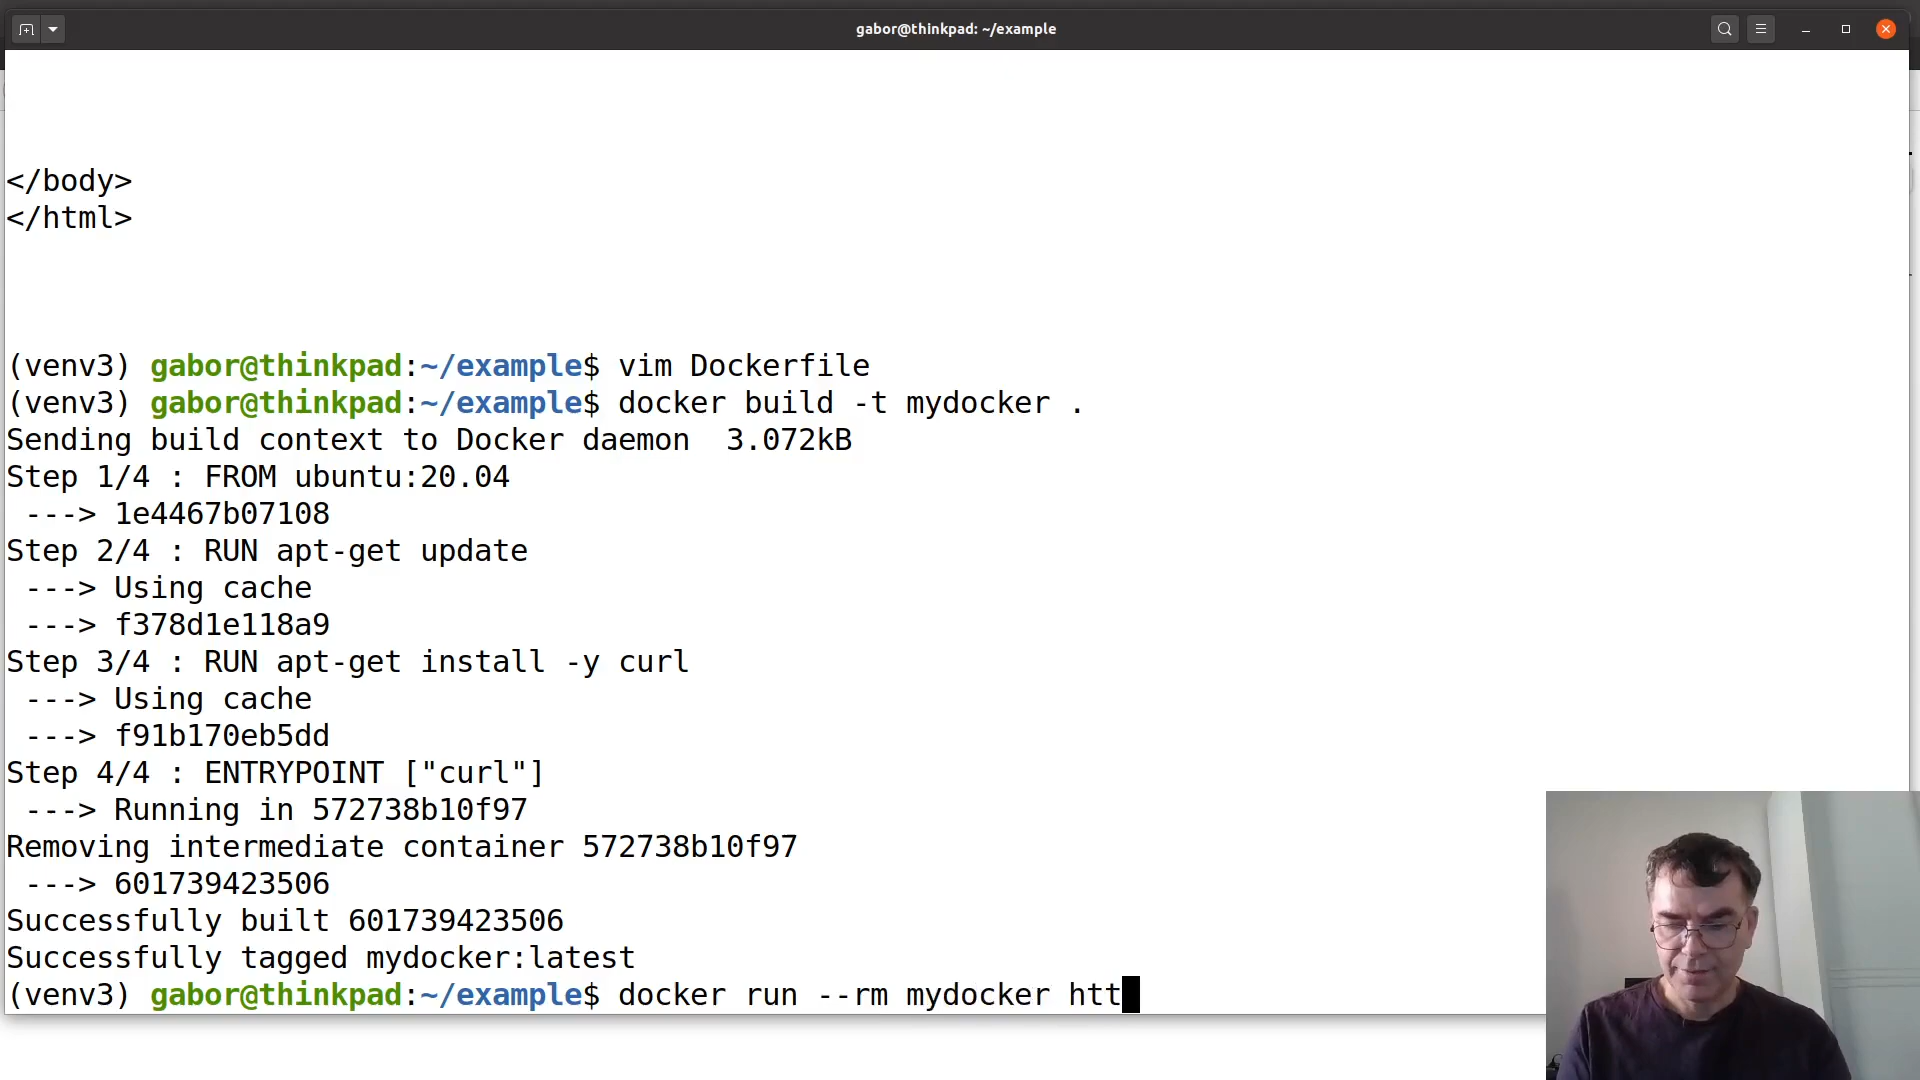 gabor@thinkpad: ~/example
</body>
</html>
(venv3) gabor@thinkpad:~/example$ vim Dockerfile
(venv3) gabor@thinkpad:~/example$ docker build -t mydocker .
Sending build context to Docker daemon  3.072kB
Step 1/4 : FROM ubuntu:20.04
 ---> 1e4467b07108
Step 2/4 : RUN apt-get update
 ---> Using cache
 ---> f378d1e118a9
Step 3/4 : RUN apt-get install -y curl
 ---> Using cache
 ---> f91b170eb5dd
Step 4/4 : ENTRYPOINT ["curl"]
 ---> Running in 572738b10f97
Removing intermediate container 572738b10f97
 ---> 601739423506
Successfully built 601739423506
Successfully tagged mydocker:latest
(venv3) gabor@thinkpad:~/example$ docker run --rm mydocker htt